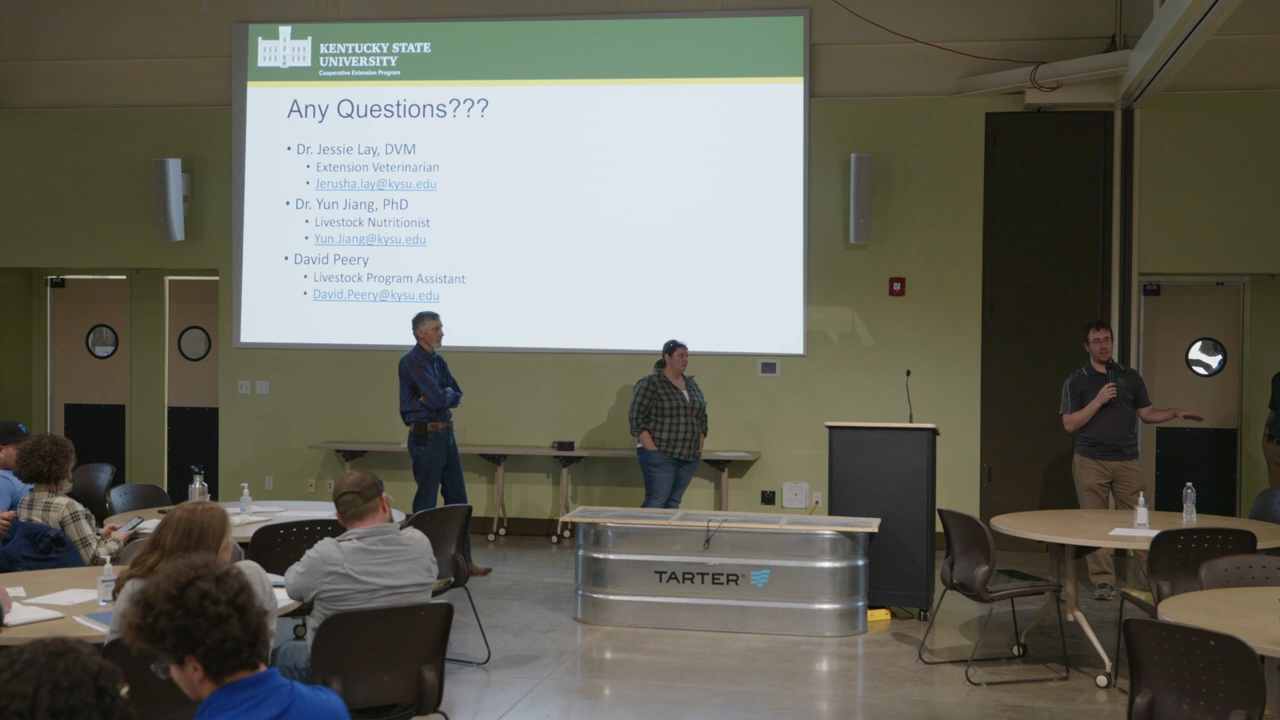 KENTUCKY STATE
UNIVERSITY
Cooperative Extension Program
Any Questions???
• Dr. Jessie Lay, DVM
• Extension Veterinarian
• Jerusha.lay@kysu.edu
• Dr. Yun Jiang, PhD
• Livestock Nutritionist
• Yun.Jiang@kysu.edu
• David Peery
• Livestock Program Assistant
• David.Peery@kysu.edu
TARTER